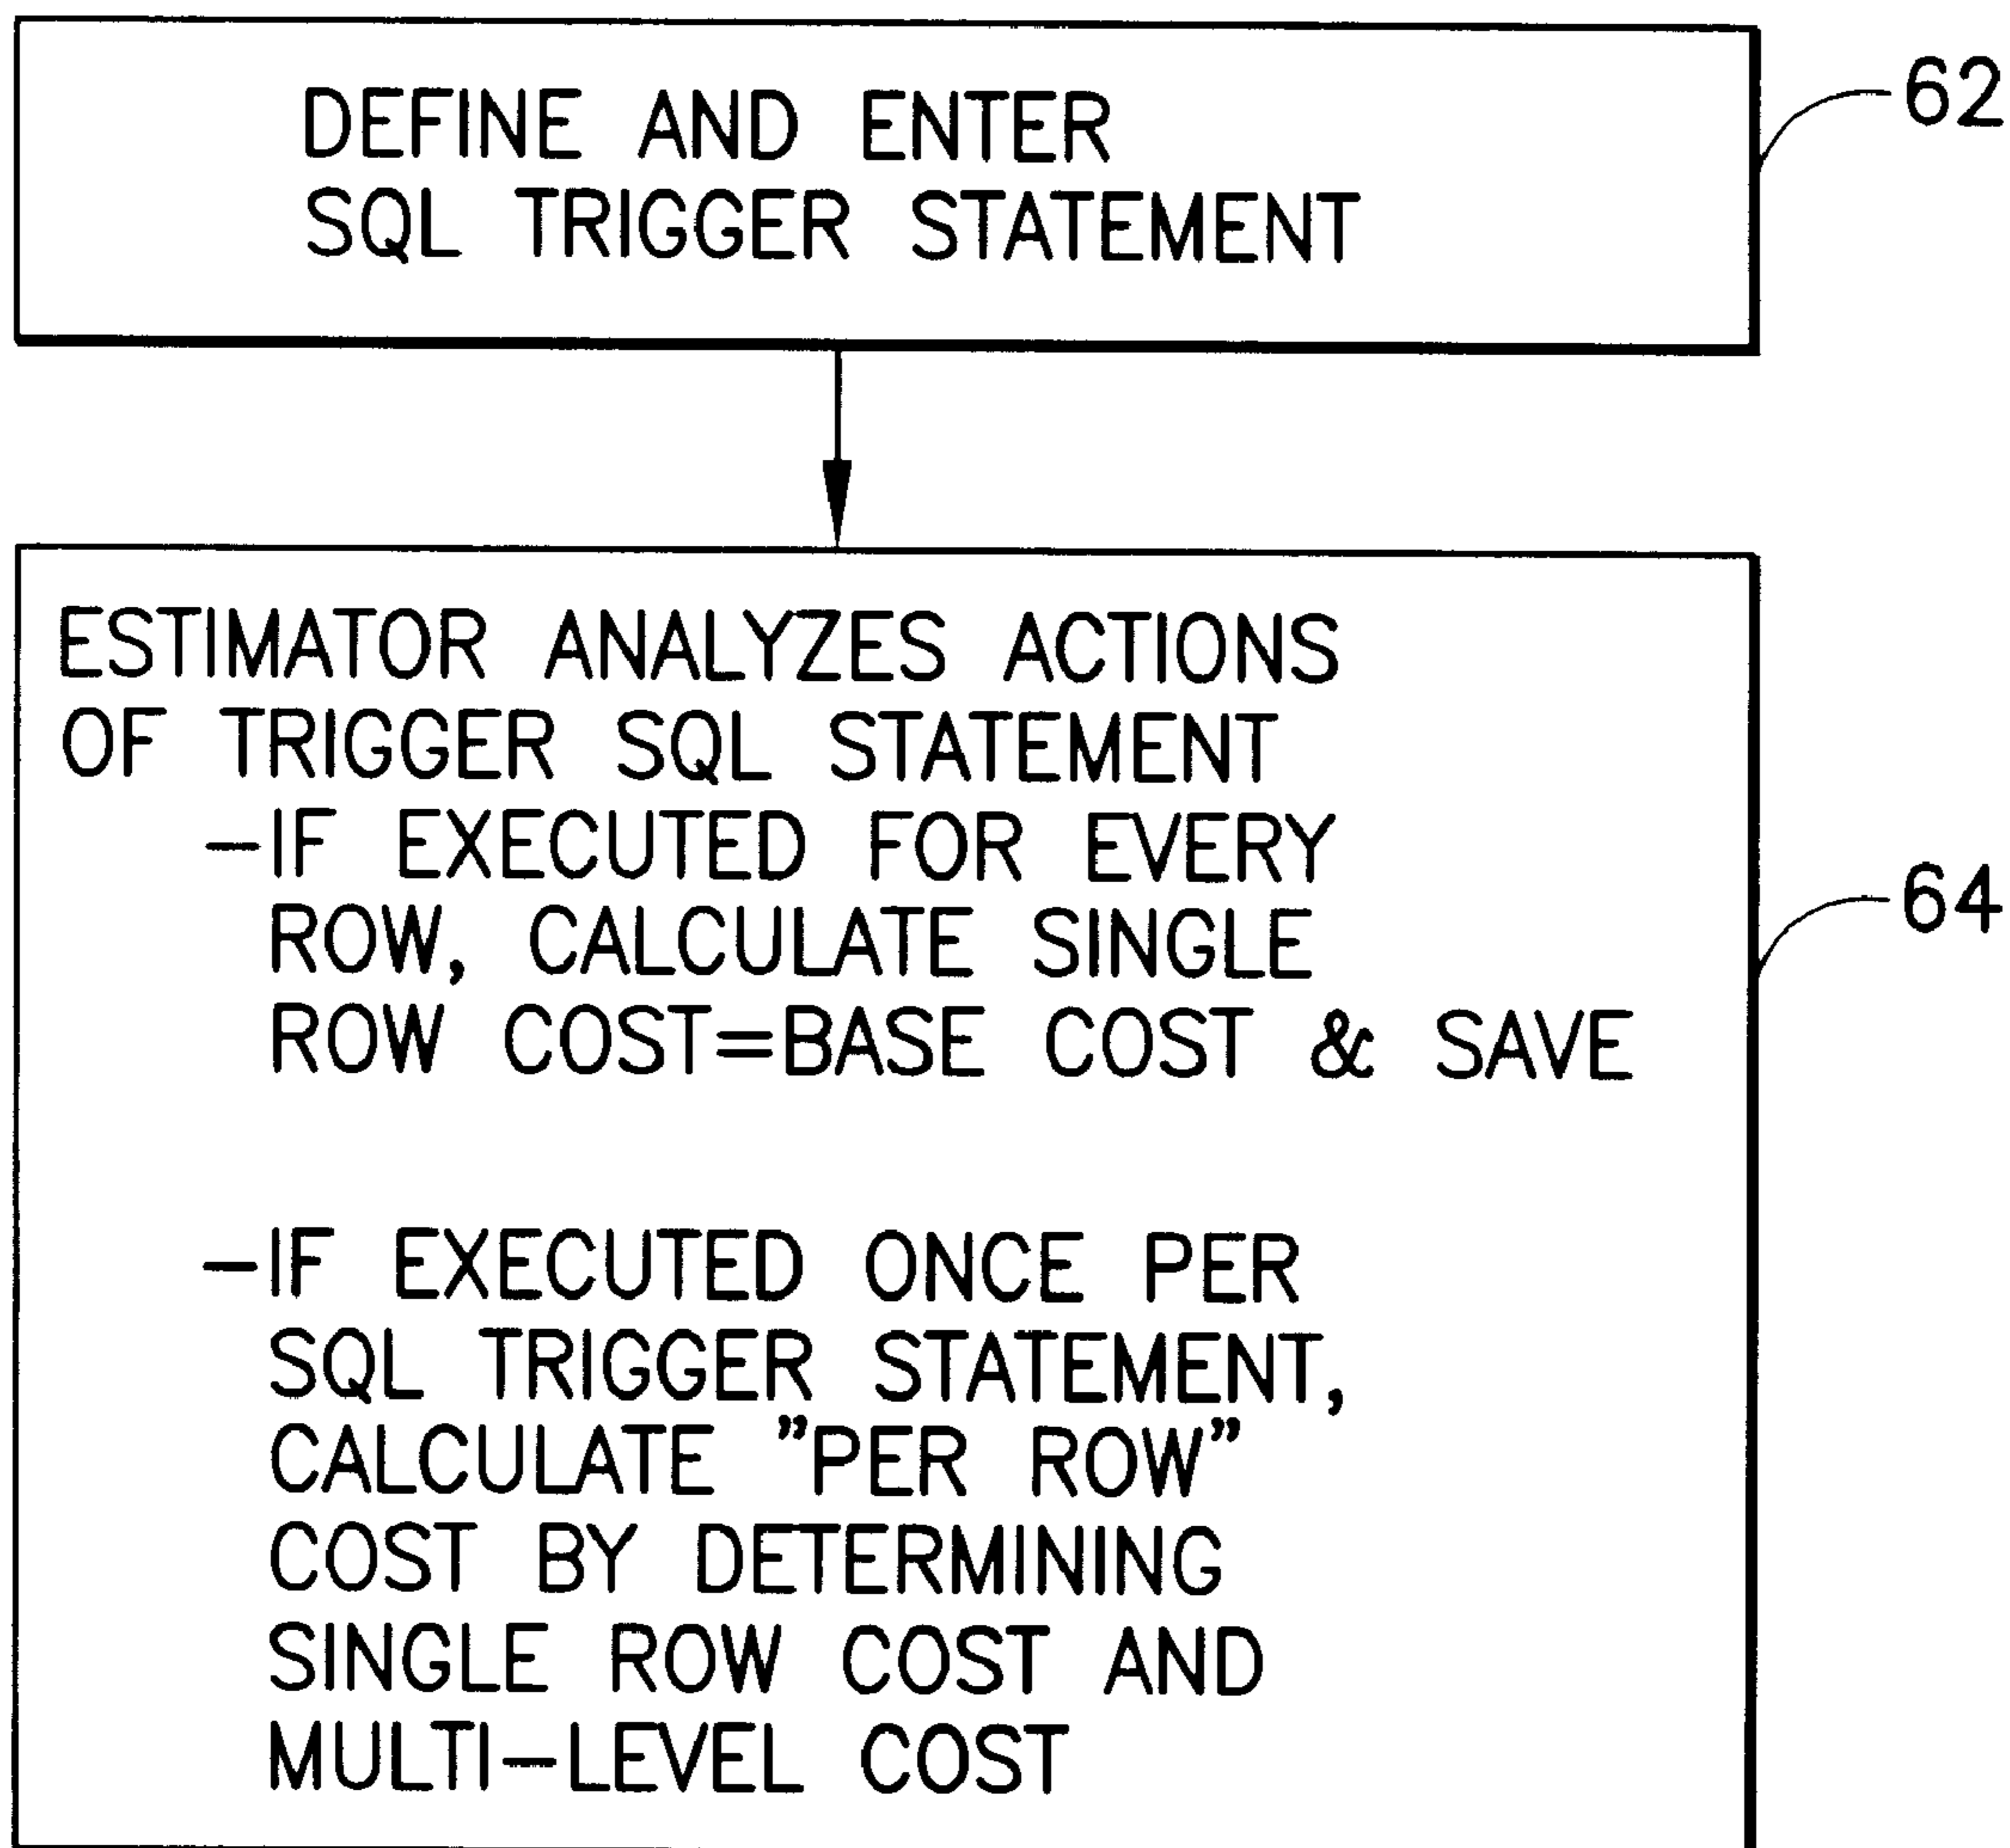 DEFINE AND ENTER
SQL TRIGGER STATEMENT
62
ESTIMATOR ANALYZES ACTIONS
OF TRIGGER SQL STATEMENT
-IF EXECUTED FOR EVERY
ROW, CALCULATE SINGLE
ROW COST=BASE COST & SAVE
64
-IF EXECUTED ONCE PER
SQL TRIGGER STATEMENT,
CALCULATE "PER ROW"
COST BY DETERMINING
SINGLE ROW COST AND
MULTI-LEVEL COST